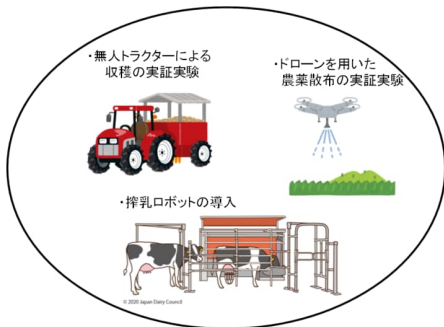 ・無人トラクターによる
収穫の実証実験
・ドローンを用いた
農薬散布の実証実験
・搾乳ロボットの導入
© 2020 Japan Dairy Council